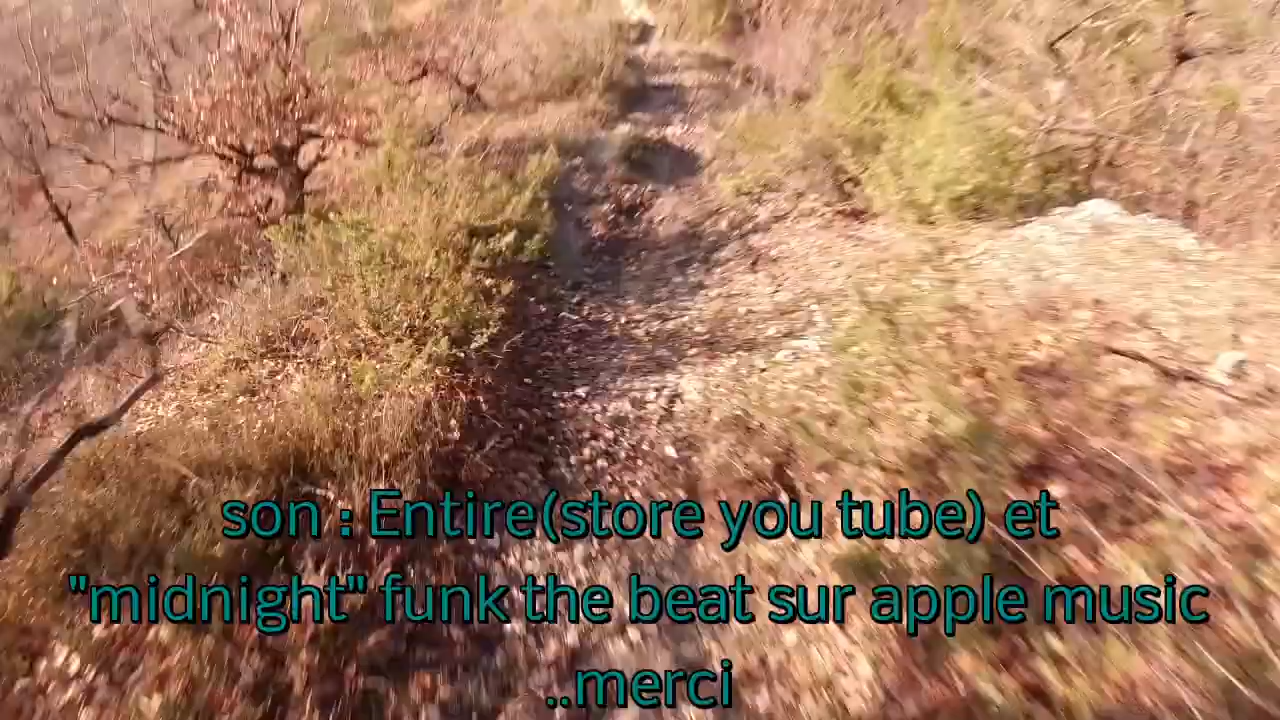 son : Entire(store you tube) et
"midnight" funk the beat sur apple music
..merci